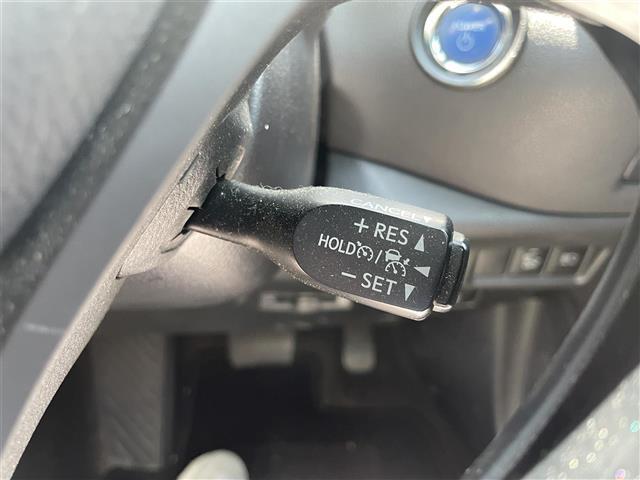 CANCEL
+ RES
HOLD /
- SET